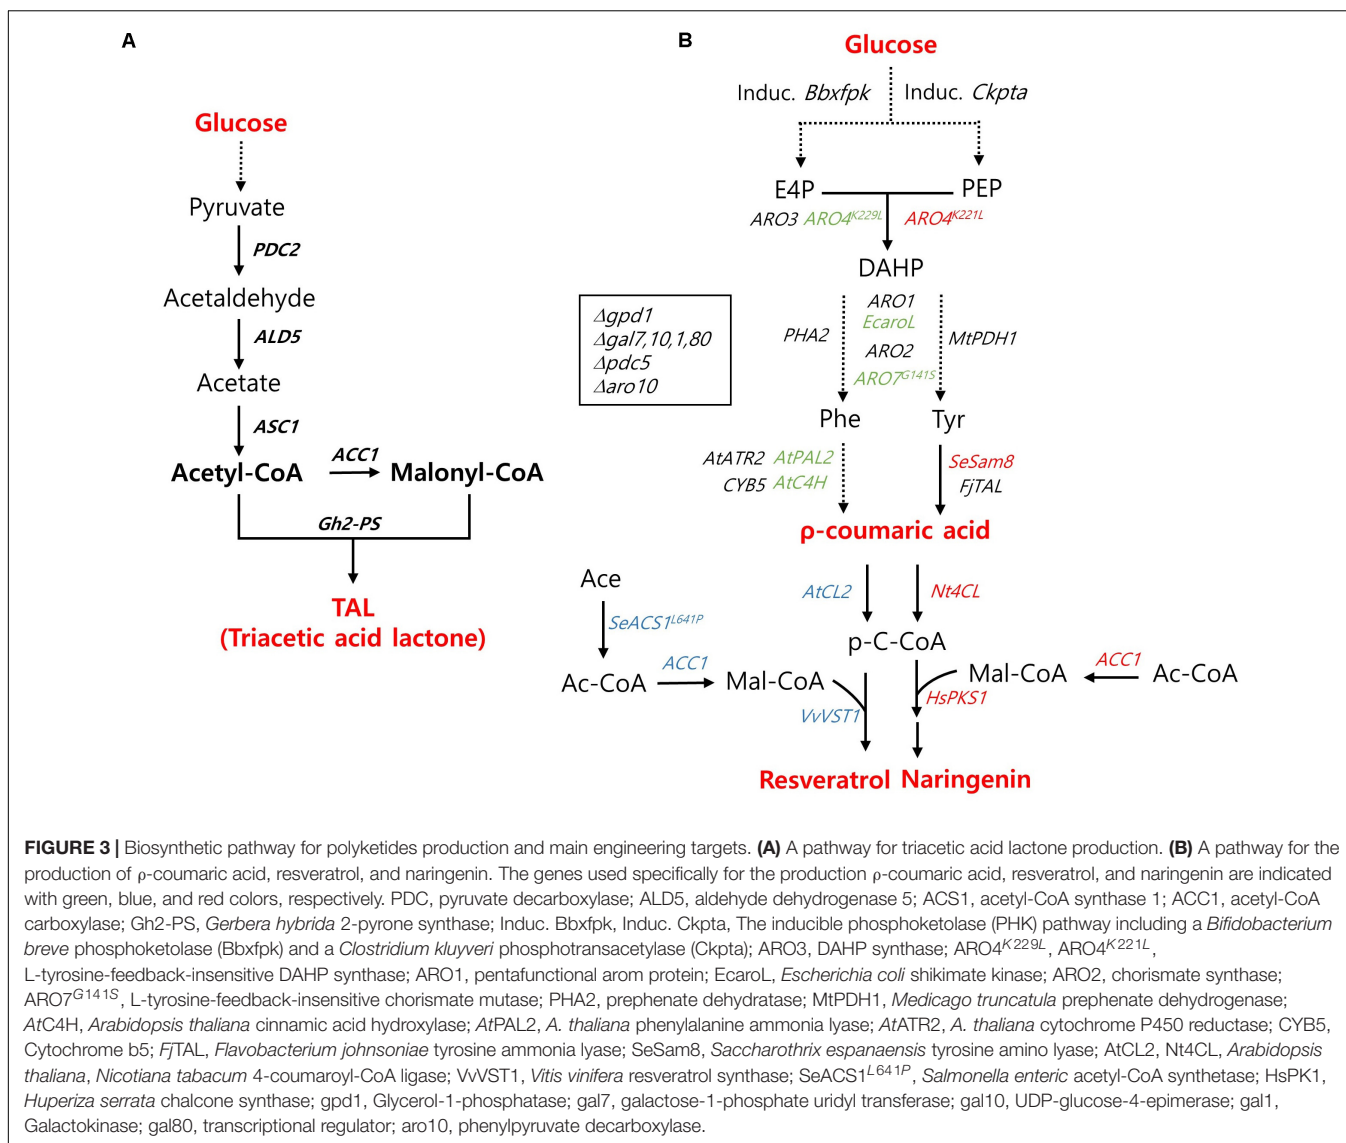 A
Glucose
Pyruvate
PDC2
Acetaldehyde
ALD5
Acetate
ASC1
Acetyl-CoA
ACC1
Malonyl-CoA
Gh2-PS
TAL
(Triacetic acid lactone)
B
Glucose
Induc. Bbxfpk
Induc. Ckpta
E4P
PEP
ARO3 ARO4K229L
ARO4K221L
DAHP
Δgpd1
Δgal7,10,1,80
Δpdc5
Δaro10
PHA2
ARO1
EcaroL
ARO2
ARO7G141S
MtPDH1
Phe
Tyr
AtATR2 AtPAL2
CYB5 AtC4H
SeSam8
FjTAL
ρ-coumaric acid
Ace
SeACS1L641P
AtCL2
Nt4CL
p-C-CoA
Ac-CoA
ACC1
Mal-CoA
VvVST1
HsPKS1
Mal-CoA
ACC1
Ac-CoA
Resveratrol Naringenin
FIGURE 3 | Biosynthetic pathway for polyketides production and main engineering targets. (A) A pathway for triacetic acid lactone production. (B) A pathway for the
production of ρ-coumaric acid, resveratrol, and naringenin. The genes used specifically for the production ρ-coumaric acid, resveratrol, and naringenin are indicated
with green, blue, and red colors, respectively. PDC, pyruvate decarboxylase; ALD5, aldehyde dehydrogenase 5; ACS1, acetyl-CoA synthase 1; ACC1, acetyl-CoA
carboxylase; Gh2-PS, Gerbera hybrida 2-pyrone synthase; Induc. Bbxfpk, Induc. Ckpta, The inducible phosphoketolase (PHK) pathway including a Bifidobacterium
breve phosphoketolase (Bbxfpk) and a Clostridium kluyveri phosphotransacetylase (Ckpta); ARO3, DAHP synthase; ARO4K229L, ARO4K221L,
L-tyrosine-feedback-insensitive DAHP synthase; ARO1, pentafunctional arom protein; EcaroL, Escherichia coli shikimate kinase; ARO2, chorismate synthase;
ARO7G141S, L-tyrosine-feedback-insensitive chorismate mutase; PHA2, prephenate dehydratase; MtPDH1, Medicago truncatula prephenate dehydrogenase;
AtC4H, Arabidopsis thaliana cinnamic acid hydroxylase; AtPAL2, A. thaliana phenylalanine ammonia lyase; AtATR2, A. thaliana cytochrome P450 reductase; CYB5,
Cytochrome b5; FjTAL, Flavobacterium johnsoniae tyrosine ammonia lyase; SeSam8, Saccharothrix espanaensis tyrosine amino lyase; AtCL2, Nt4CL, Arabidopsis
thaliana, Nicotiana tabacum 4-coumaroyl-CoA ligase; VvVST1, Vitis vinifera resveratrol synthase; SeACS1L641P, Salmonella enteric acetyl-CoA synthetase; HsPK1,
Huperiza serrata chalcone synthase; gpd1, Glycerol-1-phosphatase; gal7, galactose-1-phosphate uridyl transferase; gal10, UDP-glucose-4-epimerase; gal1,
Galactokinase; gal80, transcriptional regulator; aro10, phenylpyruvate decarboxylase.